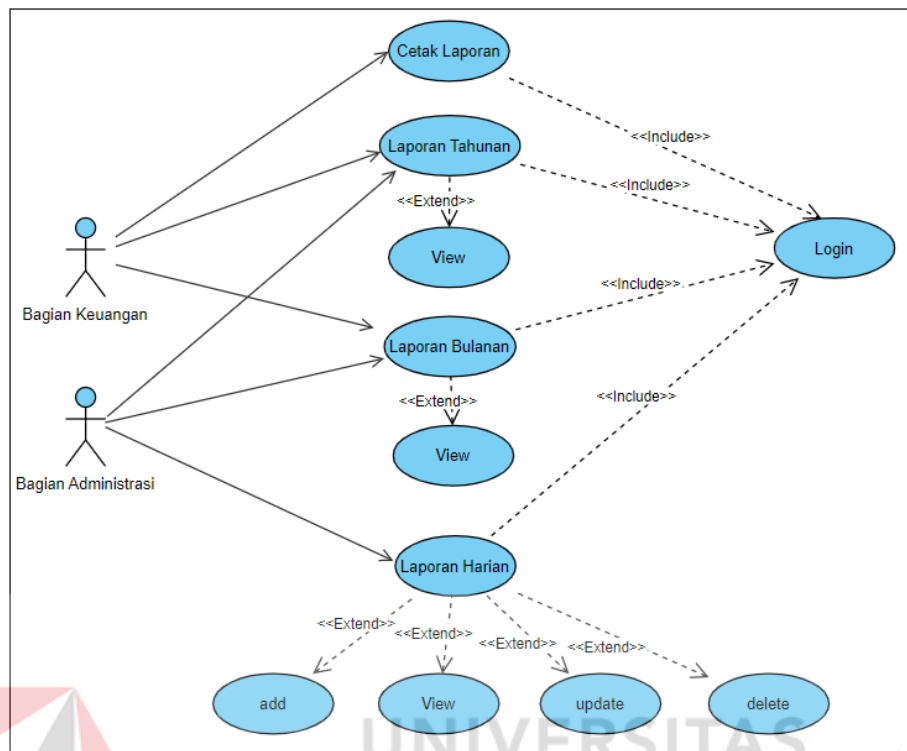 Cetak Laporan
<<Include>>
Laporan Tahunan
<<Include>>
<<Extend>>
View
Login
Bagian Keuangan
<<Include>>
Laporan Bulanan
<<Extend>>
<<Include>>
View
Bagian Administrasi
Laporan Harian
<<Extend>>
<<Extend>>
<<Extend>>
<<Extend>>
add
View
update
delete
UNIVERSITAS